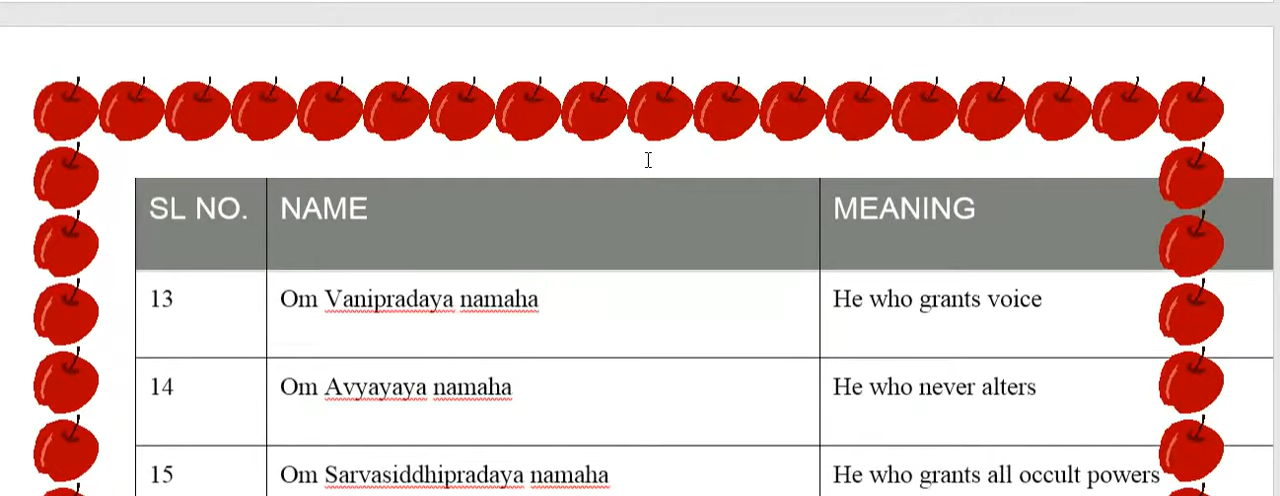 SL NO. NAME MEANING
13 Om Vanipradaya namaha He who grants voice
14 Om Avyayaya namaha He who never alters
15 Om Sarvasiddhipradaya namaha He who grants all occult powers